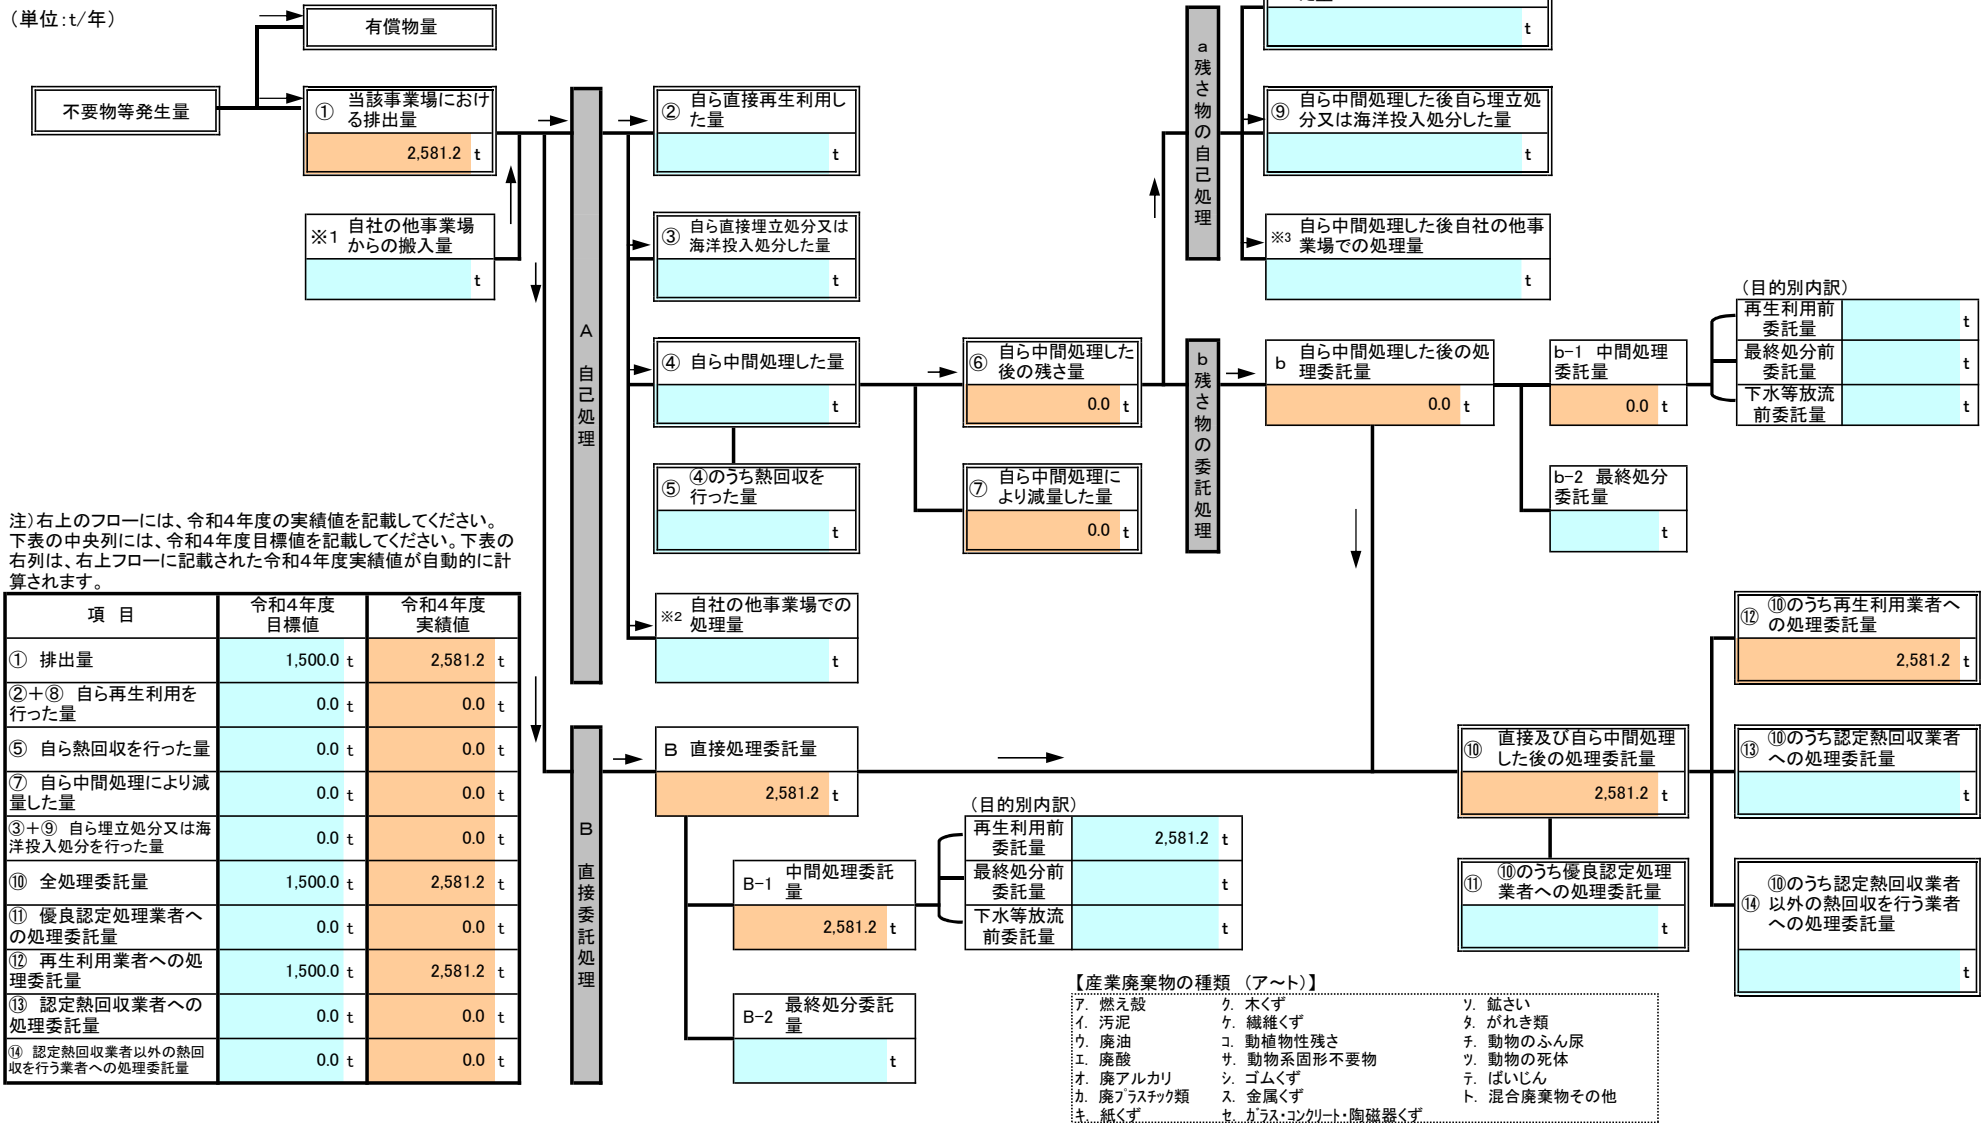 （単位：t/年）
有償物量
不要物等発生量
① 当該事業場におけ
る排出量
2,581.2 t
※1 自社の他事業場
からの搬入量
t
A 自己処理
② 自ら直接再生利用し
た量
t
③ 自ら直接埋立処分又は
海洋投入処分した量
t
④ 自ら中間処理した量
t
⑤ ④のうち熱回収を
行った量
t
※2 自社の他事業場での
処理量
t
⑥ 自ら中間処理した
後の残さ量
0.0 t
⑦ 自ら中間処理に
より減量した量
0.0 t
a残さ物の自己処理
t
⑨ 自ら中間処理した後自ら埋立処
分又は海洋投入処分した量
t
※3 自ら中間処理した後自社の他事
業場での処理量
t
b残さ物の委託処理
b 自ら中間処理した後の処
理委託量
0.0 t
b-1 中間処理
委託量
0.0 t
b-2 最終処分
委託量
t
（目的別内訳）
再生利用前
委託量
t
最終処分前
委託量
t
下水等放流
前委託量
t
注）右上のフローには、令和4年度の実績値を記載してください。
下表の中央列には、令和4年度目標値を記載してください。下表の
右列は、右上フローに記載された令和4年度実績値が自動的に計
算されます。
項 目
令和4年度
目標値
令和4年度
実績値
① 排出量 1,500.0 t 2,581.2 t
②＋⑧ 自ら再生利用を
行った量
0.0 t 0.0 t
⑤ 自ら熱回収を行った量 0.0 t 0.0 t
⑦ 自ら中間処理により減
量した量
0.0 t 0.0 t
③＋⑨ 自ら埋立処分又は海
洋投入処分を行った量
0.0 t 0.0 t
⑩ 全処理委託量 1,500.0 t 2,581.2 t
⑪ 優良認定処理業者へ
の処理委託量
0.0 t 0.0 t
⑫ 再生利用業者への処
理委託量
1,500.0 t 2,581.2 t
⑬ 認定熱回収業者への
処理委託量
0.0 t 0.0 t
⑭ 認定熱回収業者以外の熱回
収を行う業者への処理委託量
0.0 t 0.0 t
B 直接委託処理
B 直接処理委託量
2,581.2 t
B-1 中間処理委託
量
2,581.2 t
B-2 最終処分委託
量
t
（目的別内訳）
再生利用前
委託量
2,581.2 t
最終処分前
委託量
t
下水等放流
前委託量
t
⑩ 直接及び自ら中間処理
した後の処理委託量
2,581.2 t
⑪ ⑩のうち優良認定処理
業者への処理委託量
t
⑫ ⑩のうち再生利用業者へ
の処理委託量
2,581.2 t
⑬ ⑩のうち認定熱回収業者
への処理委託量
t
⑭ ⑩のうち認定熱回収業者
以外の熱回収を行う業者
への処理委託量
t
【産業廃棄物の種類 （ア～ト）】
ア. 燃え殻 ク. 木くず ソ. 鉱さい
イ. 汚泥 ケ. 繊維くず タ. がれき類
ウ. 廃油 コ. 動植物性残さ チ. 動物のふん尿
エ. 廃酸 サ. 動物系固形不要物 ツ. 動物の死体
オ. 廃アルカリ シ. ゴムくず テ. ばいじん
カ. 廃プラスチック類 ス. 金属くず ト. 混合廃棄物その他
キ. 紙くず セ. ガラス・コンクリート・陶磁器くず